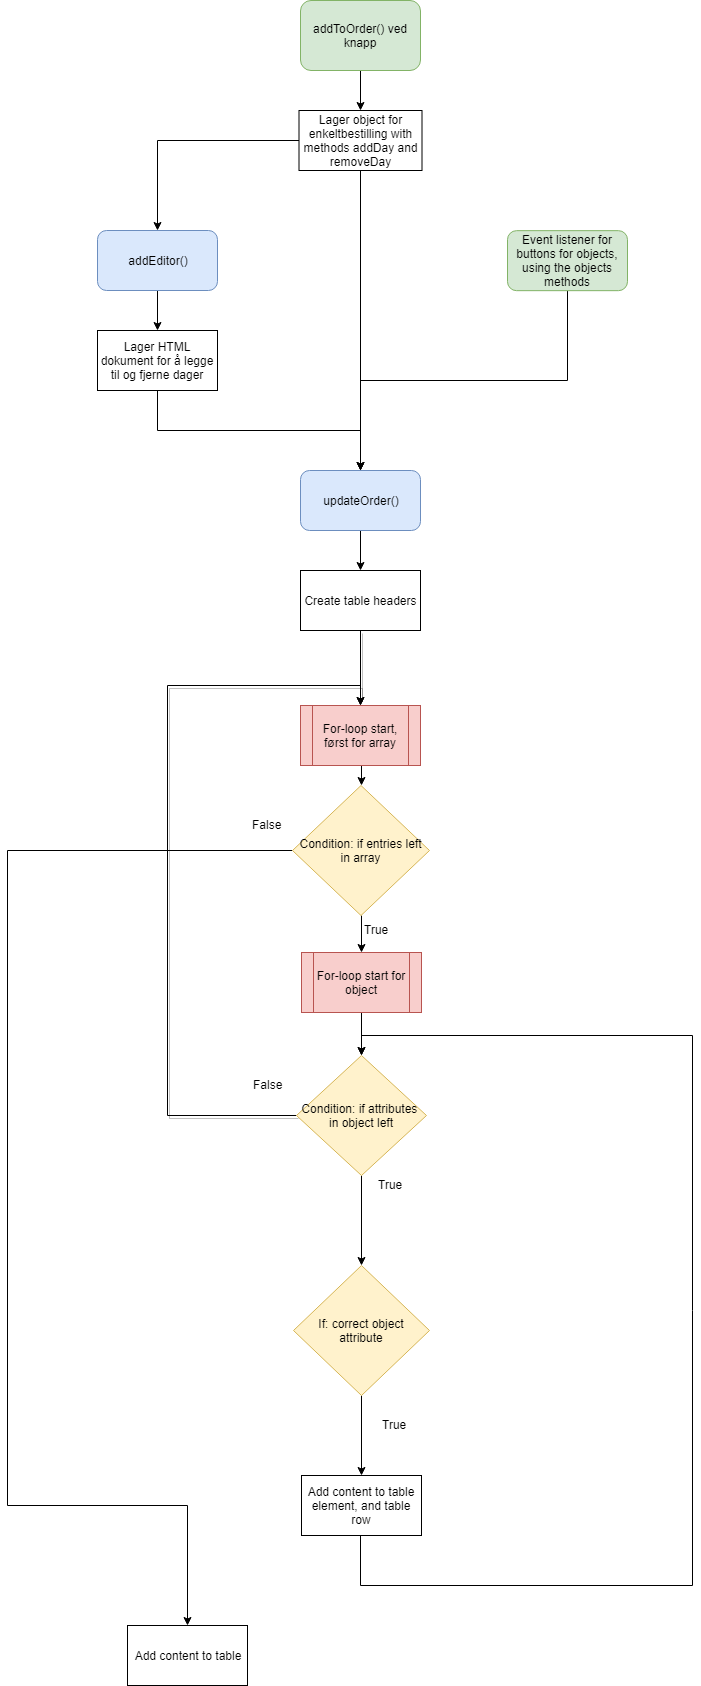 addToOrder() ved
knapp
Lager object for
enkeltbestilling with
methods addDay and
removeDay
addEditor()
Event listener for
buttons for objects,
using the objects
methods
Lager HTML
dokument for å legge
til og fjerne dager
updateOrder()
Create table headers
For-loop start,
først for array
False
Condition: if entries left
in array
True
For-loop start for
object
False
Condition: if attributes
in object left
True
If: correct object
attribute
True
Add content to table
element, and table
row
Add content to table